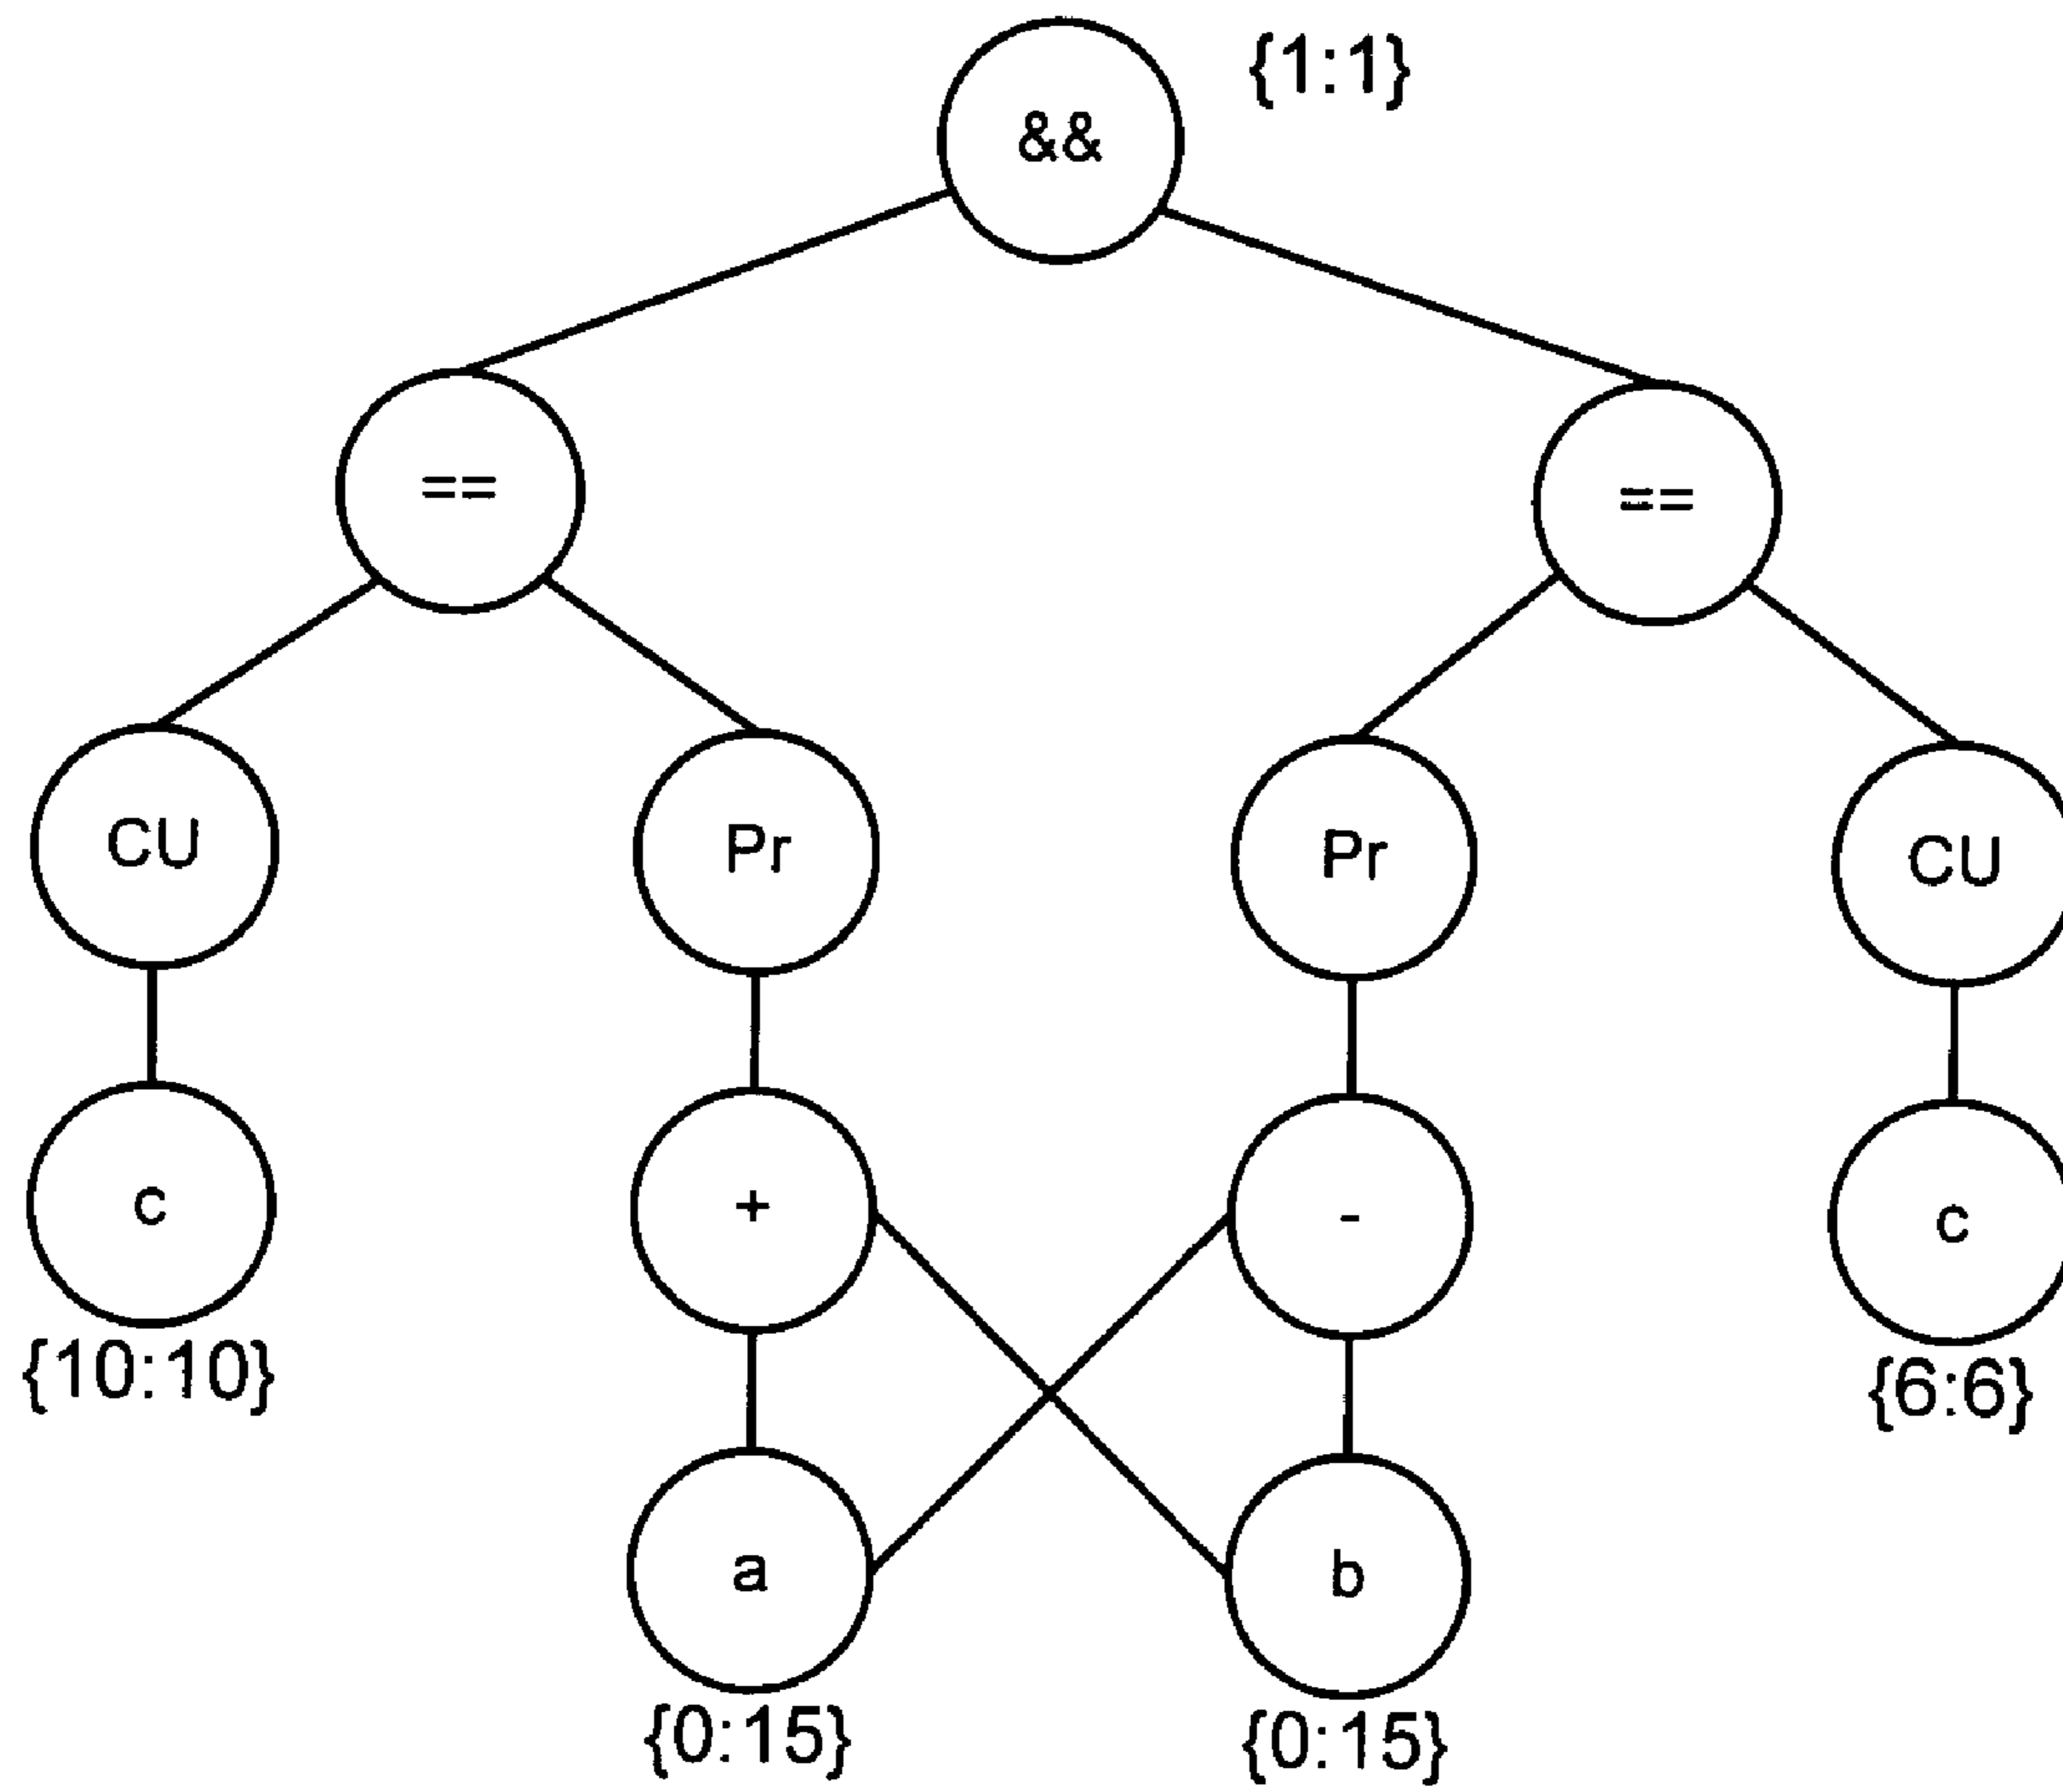 && {1:1}
== ==
CU Pr Pr CU
c + - c
{10:10} {6:6}
a b
{0:15} {0:15}